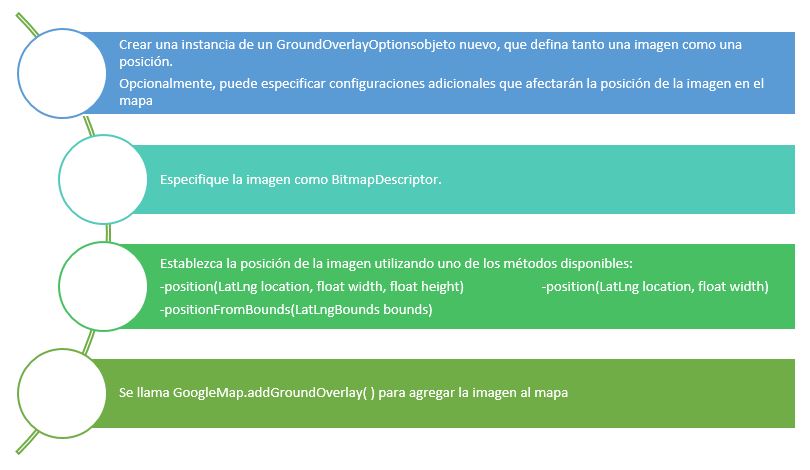 Crear una instancia de un GroundOverlayOptionsobjeto nuevo, que defina tanto una imagen como una
posición.
Opcionalmente, puede especificar configuraciones adicionales que afectarán la posición de la imagen en el
mapa
Especifique la imagen como BitmapDescriptor.
Establezca la posición de la imagen utilizando uno de los métodos disponibles:
-position(LatLng location, float width, float height) -position(LatLng location, float width)
-positionFromBounds(LatLngBounds bounds)
Se llama GoogleMap.addGroundOverlay( ) para agregar la imagen al mapa